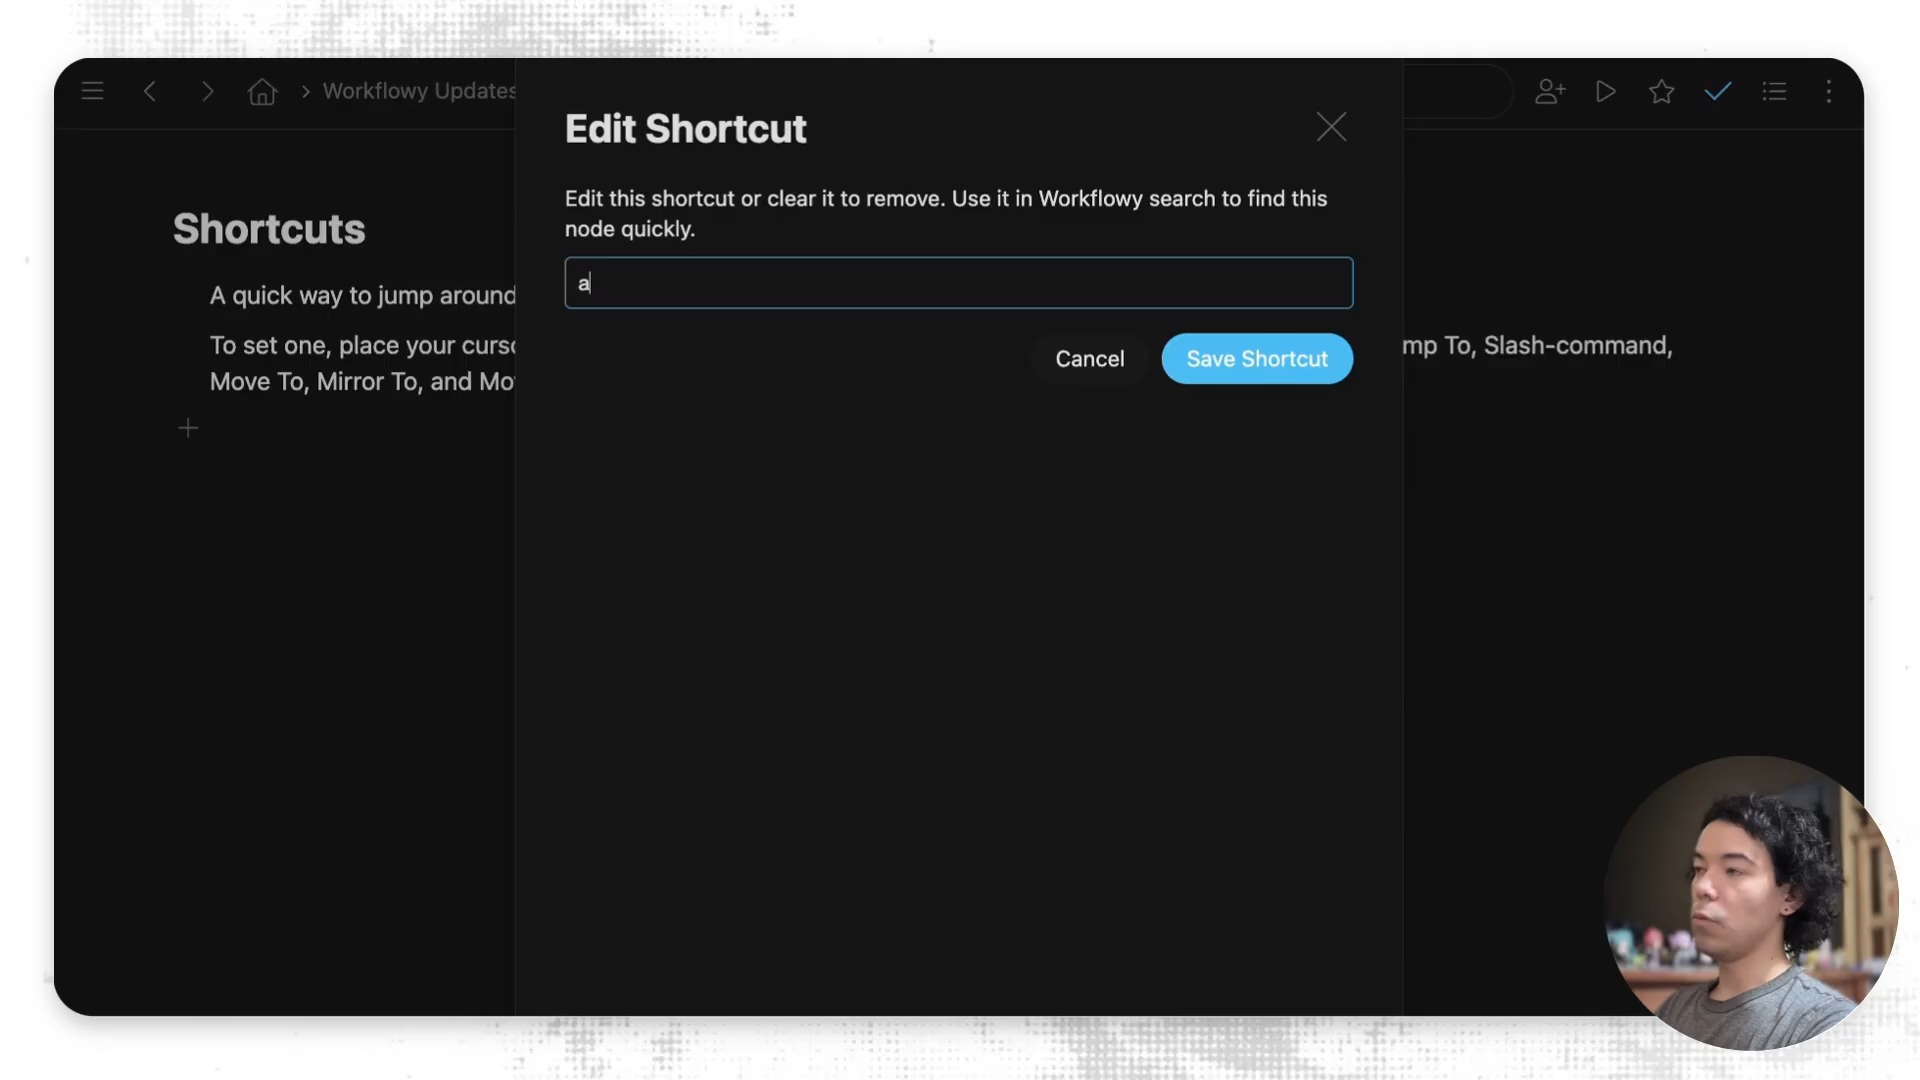 Workflowy Updates
Edit Shortcut
Edit this shortcut or clear it to remove. Use it in Workflowy search to find this
node quickly.
a
Cancel
Save Shortcut
Shortcuts
A quick way to jump around
To set one, place your curs
mp To, Slash-command,
Move To, Mirror To, and Mo